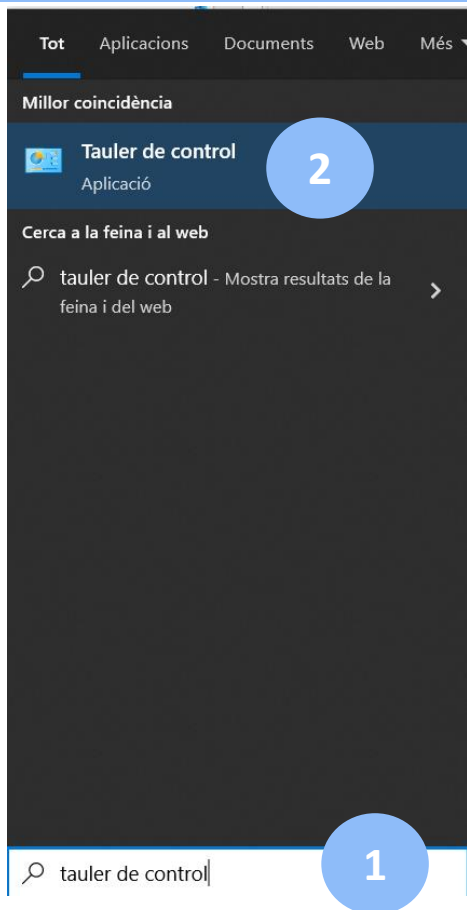 Tot Aplicacions Documents Web Més
Millor coincidència
Tauler de control
Aplicació
2
Cerca a la feina i al web
tauler de control - Mostra resultats de la
feina i del web
tauler de control
1